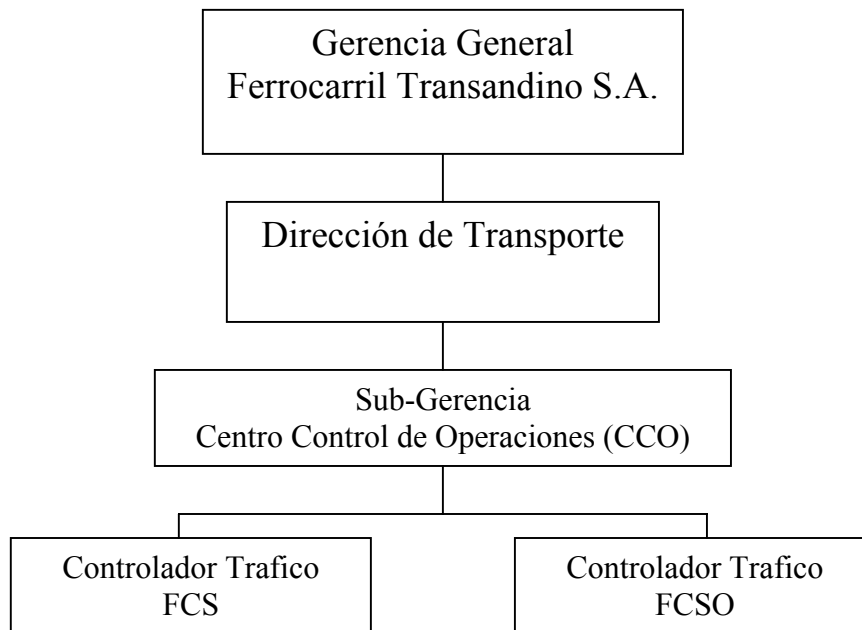 Gerencia General
Ferrocarril Transandino S.A.
Dirección de Transporte
Sub-Gerencia
Centro Control de Operaciones (CCO)
Controlador Trafico
FCS
Controlador Trafico
FCSO